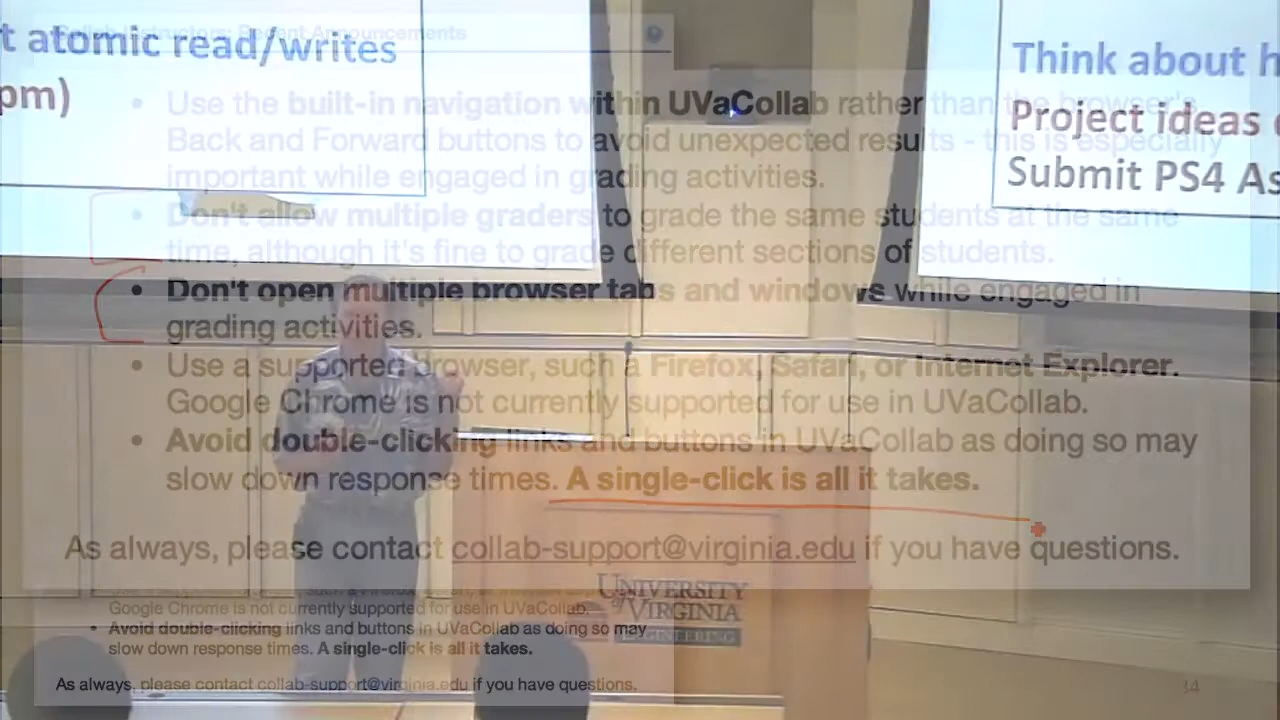 Collab Instructors: Recent Announcements
t atomic read/writes
pm)
Think about h
Project ideas
Submit PS4 As
• Use the built-in navigation within UVaCollab rather than the browser's
Back and Forward buttons to avoid unexpected results - this is especially
important while engaged in grading activities.
• Don't allow multiple graders to grade the same students at the same
time, although it's fine to grade different sections of students.
• Don't open multiple browser tabs and windows while engaged in
grading activities.
• Use a supported browser, such a Firefox, Safari, or Internet Explorer.
Google Chrome is not currently supported for use in UVaCollab.
• Avoid double-clicking links and buttons in UVaCollab as doing so may
slow down response times. A single-click is all it takes.
As always, please contact collab-support@virginia.edu if you have questions.
UNIVERSITY
of VIRGINIA
ENGINEERING
Google Chrome is not currently supported for use in UVaCollab.
• Avoid double-clicking links and buttons in UVaCollab as doing so may
slow down response times. A single-click is all it takes.
As always, please contact collab-support@virginia.edu if you have questions.
34